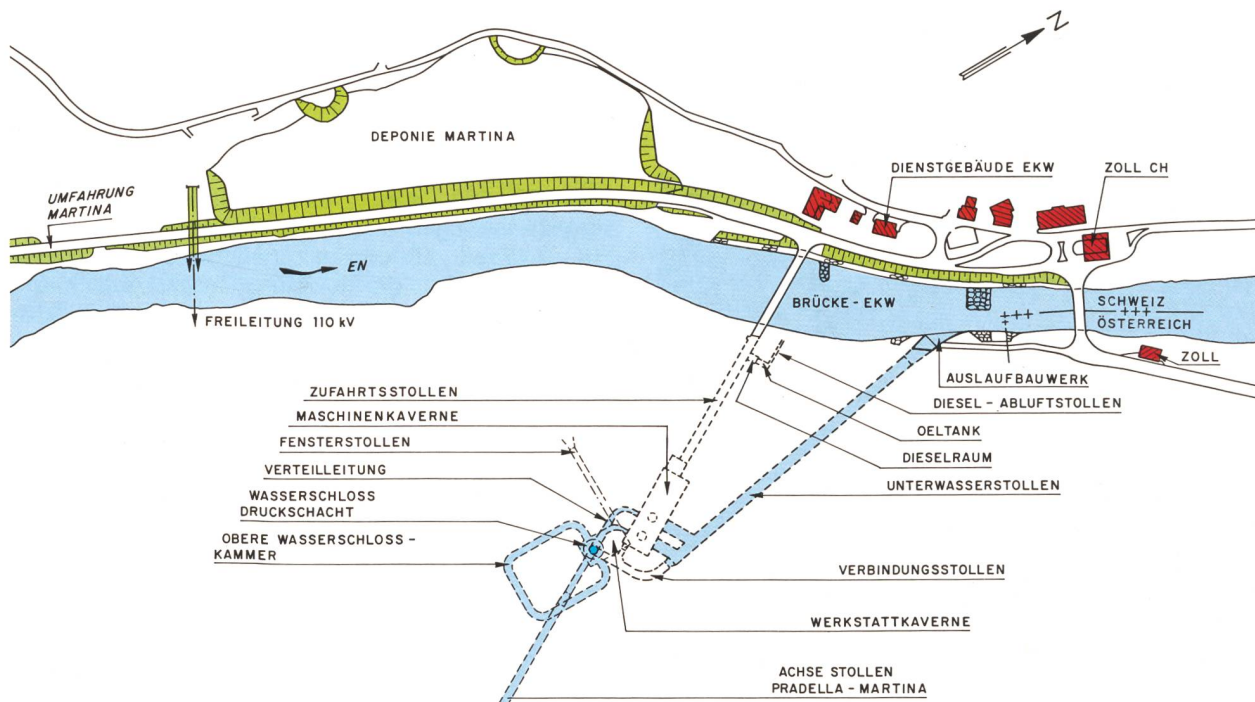 N
DEPONIE MARTINA
DIENSTGEBÄUDE EKW
ZOLL CH
UMFAHRUNG
MARTINA
EN
FREILEITUNG 110 kV
BRÜCKE - EKW
SCHWEIZ
ÖSTERREICH
ZOLL
AUSLAUFBAUWERK
DIESEL - ABLUFTSTOLLEN
OELTANK
DIESELRAUM
UNTERWASSERSTOLLEN
ZUFAHRTSSTOLLEN
MASCHINENKAVERNE
FENSTERSTOLLEN
VERTEILLEITUNG
WASSERSCHLOSS
DRUCKSCHACHT
OBERE WASSERSCHLOSS -
KAMMER
VERBINDUNGSSTOLLEN
WERKSTATTKAVERNE
ACHSE STOLLEN
PRADELLA - MARTINA